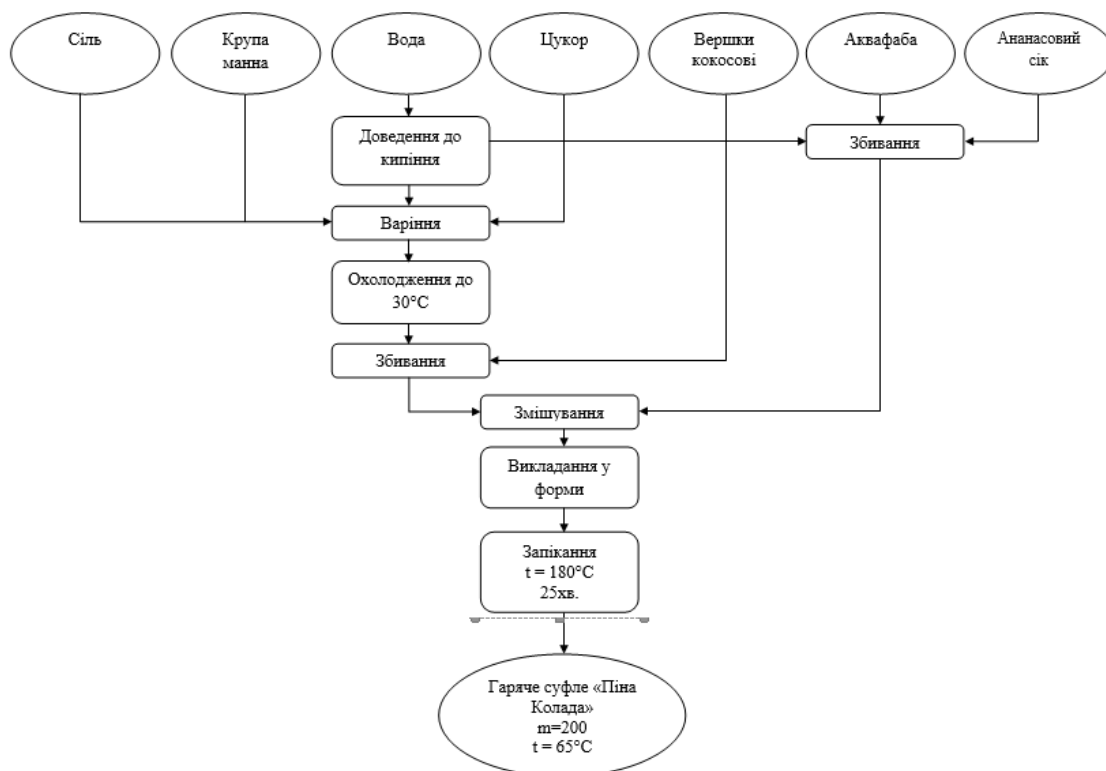 Сіль
Крупа
манна
Вода
Цукор
Вершки
кокосові
Аквафаба
Ананасовий
сік
Доведення до
кипіння
Збивання
Варіння
Охолодження до
30°С
Збивання
Змішування
Викладання у
форми
Запікання
t = 180°С
25хв.
Гаряче суфле «Піна
Колада»
m=200
t = 65°С